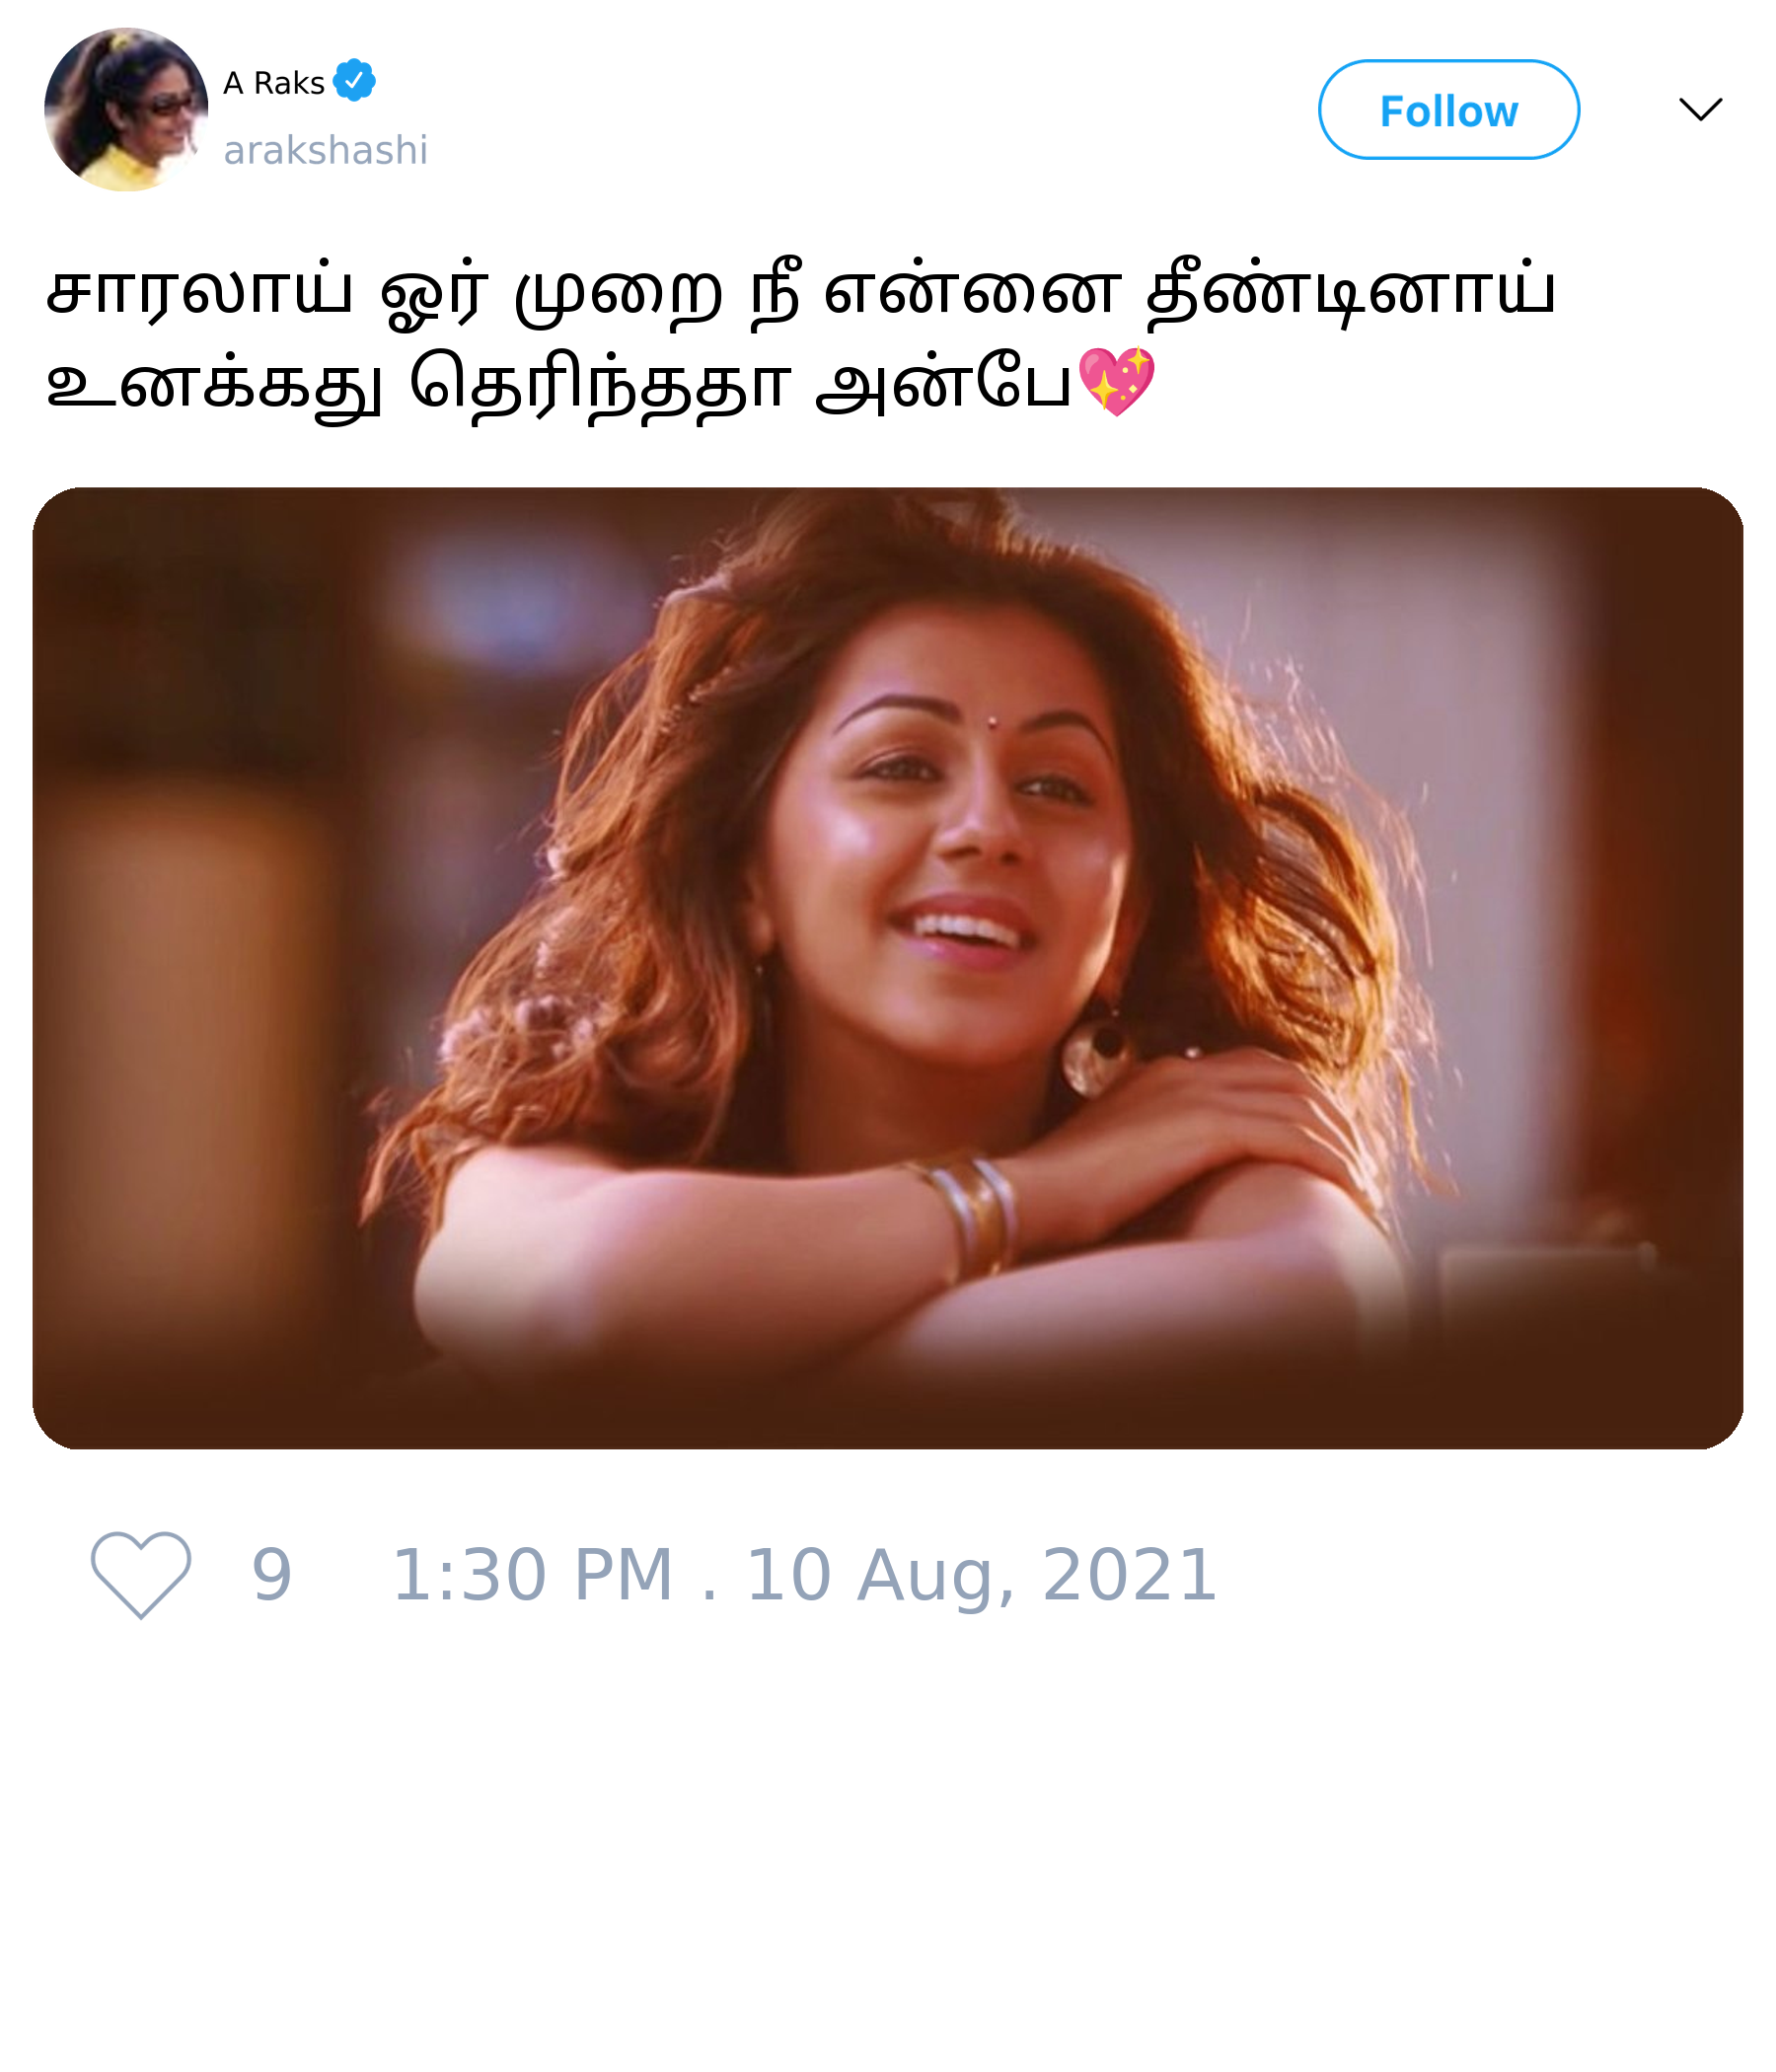 A Raks
arakshashi
Follow
சாரலாய் ஓர் முறை நீ என்னை தீண்டினாய்
உனக்கது தெரிந்ததா அன்பே💖
9 1:30 PM . 10 Aug, 2021